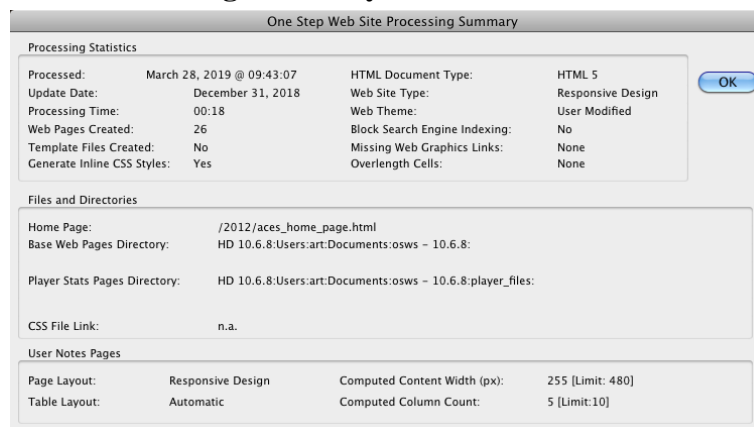 One Step Web Site Processing Summary
Processing Statistics
Processed: March 28, 2019 @ 09:43:07 HTML Document Type: HTML 5
OK
Update Date: December 31, 2018 Web Site Type: Responsive Design
Processing Time: 00:18 Web Theme: User Modified
Web Pages Created: 26 Block Search Engine Indexing: No
Template Files Created: No Missing Web Graphics Links: None
Generate Inline CSS Styles: Yes Overlength Cells: None
Files and Directories
Home Page: /2012/aces_home_page.html
Base Web Pages Directory: HD 10.6.8:Users:art:Documents:osws – 10.6.8:
Player Stats Pages Directory: HD 10.6.8:Users:art:Documents:osws – 10.6.8:player_files:
CSS File Link: n.a.
User Notes Pages
Page Layout: Responsive Design Computed Content Width (px): 255 [Limit: 480]
Table Layout: Automatic Computed Column Count: 5 [Limit:10]